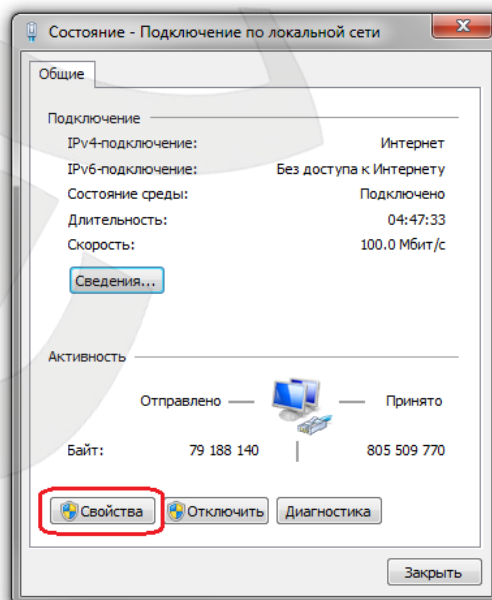 Состояние - Подключение по локальной сети
Общие
Подключение
IPv4-подключение: Интернет
IPv6-подключение: Без доступа к Интернету
Состояние среды: Подключено
Длительность: 04:47:33
Скорость: 100.0 Мбит/с
Сведения...
Активность
Отправлено — — Принято
Байт: 79 188 140 | 805 509 770
Свойства Отключить Диагностика
Закрыть